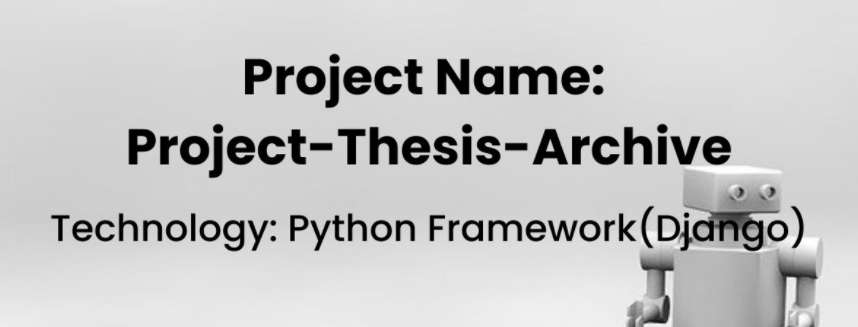 Project Name:
Project-Thesis-Archive
Technology: Python Framework(Django)